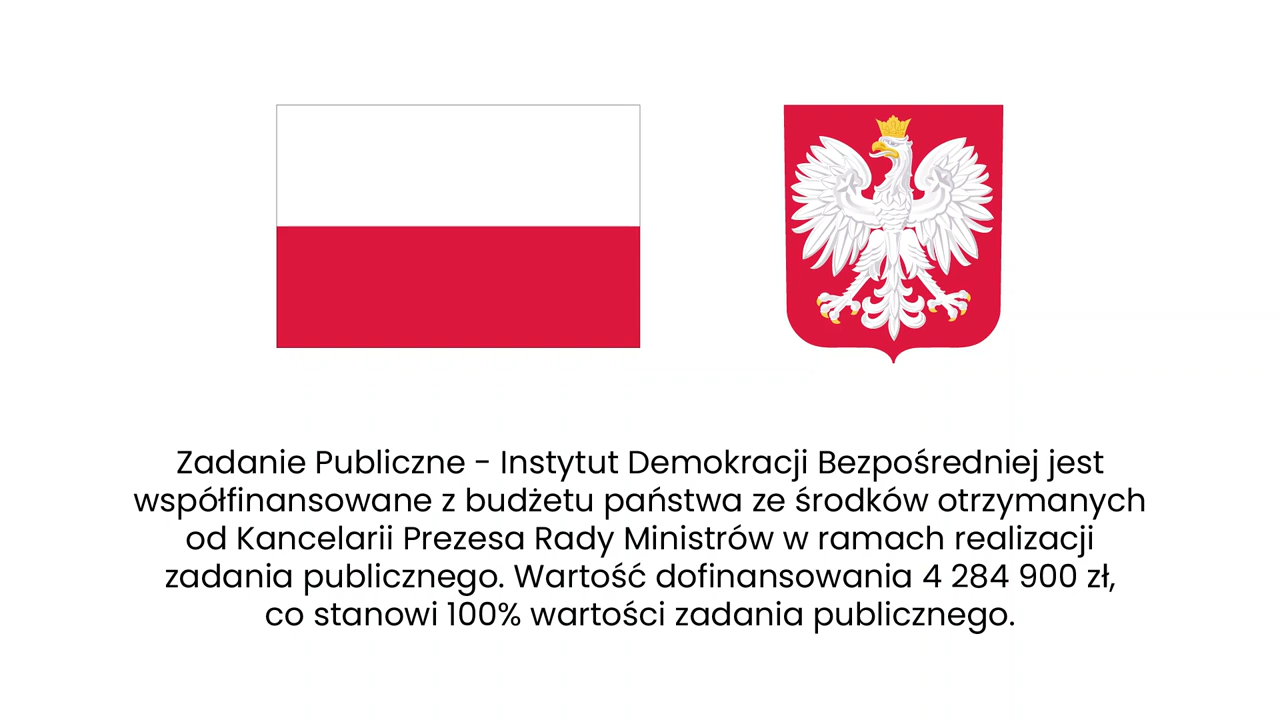 Zadanie Publiczne - Instytut Demokracji Bezpośredniej jest
współfinansowane z budżetu państwa ze środków otrzymanych
od Kancelarii Prezesa Rady Ministrów w ramach realizacji
zadania publicznego. Wartość dofinansowania 4 284 900 zł,
co stanowi 100% wartości zadania publicznego.